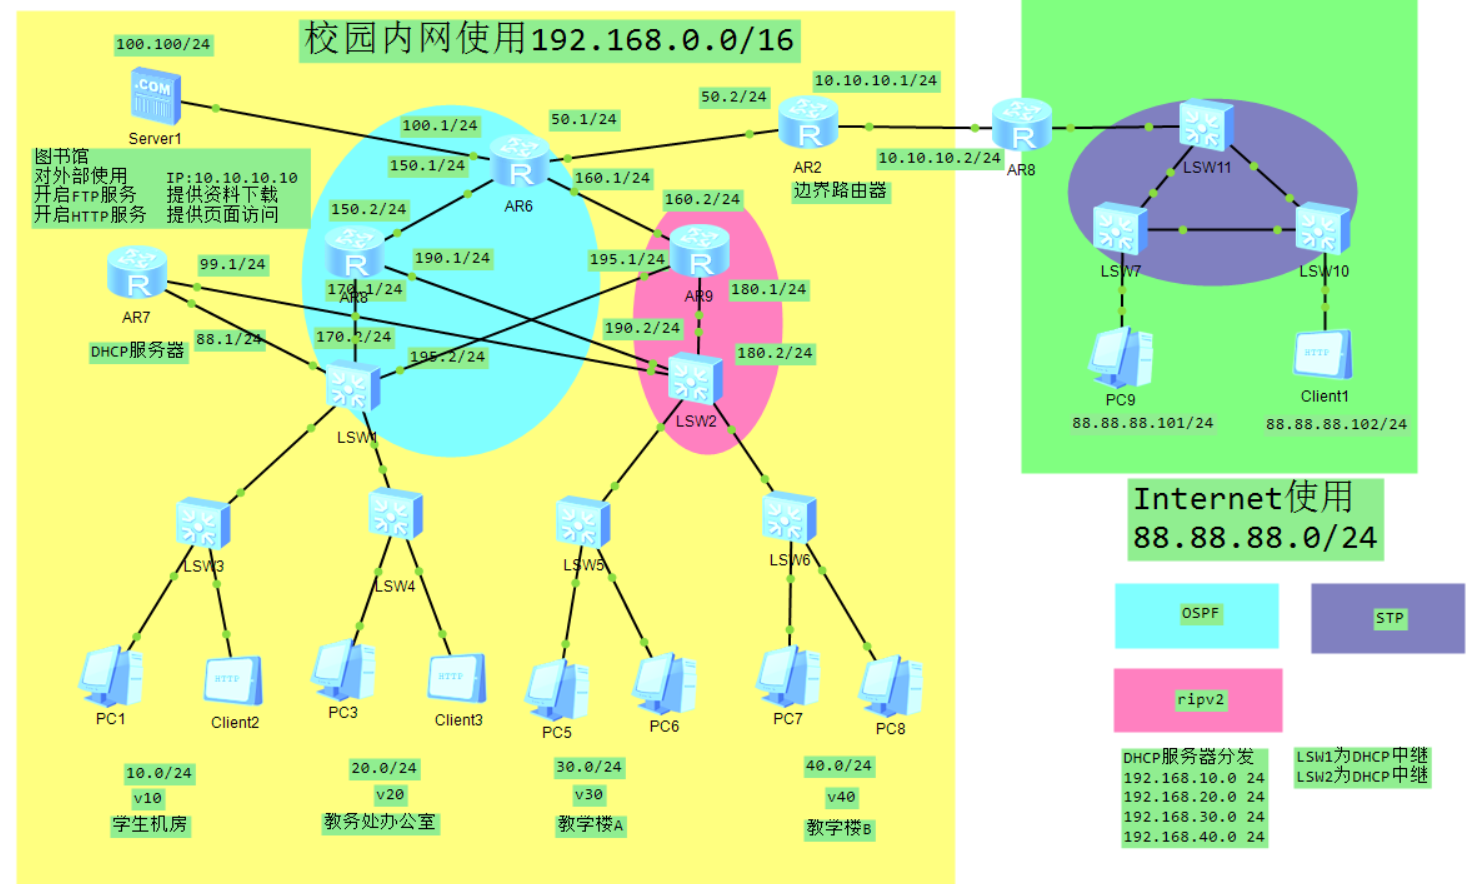 校园内网使用192.168.0.0/16
100.100/24
.COM
Server1
图书馆
对外部使用 IP:10.10.10.10
开启FTP服务 提供资料下载
开启HTTP服务 提供页面访问
100.1/24
150.1/24
50.1/24
50.2/24
10.10.10.1/24
R
AR6
160.1/24
R
AR2
边界路由器
10.10.10.2/24
R
AR8
LSW11
LSW7
LSW10
PC9
88.88.88.101/24
HTTP
Client1
88.88.88.102/24
150.2/24
R
AR8
190.1/24
170.1/24
170.2/24
160.2/24
R
AR9
195.1/24
180.1/24
190.2/24
180.2/24
195.2/24
R
AR7
DHCP服务器
99.1/24
88.1/24
LSW1
LSW2
LSW3
LSW4
LSW5
LSW6
PC1
HTTP
Client2
PC3
HTTP
Client3
PC5
PC6
PC7
PC8
10.0/24
v10
学生机房
20.0/24
v20
教务处办公室
30.0/24
v30
教学楼A
40.0/24
v40
教学楼B
Internet使用
88.88.88.0/24
OSPF
STP
ripv2
DHCP服务器分发
192.168.10.0 24
192.168.20.0 24
192.168.30.0 24
192.168.40.0 24
LSW1为DHCP中继
LSW2为DHCP中继